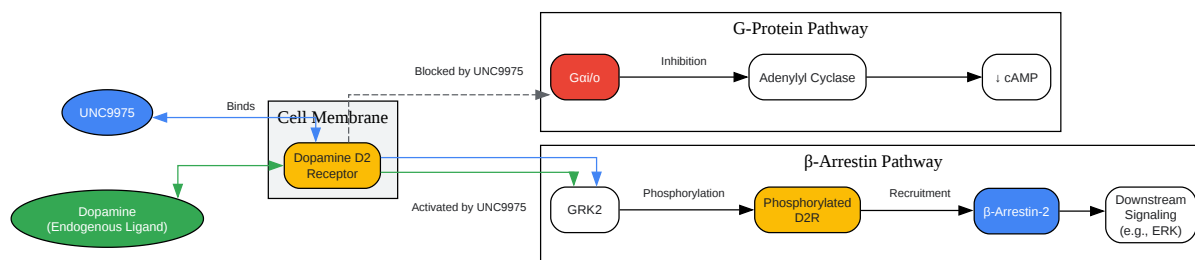 G-Protein Pathway
Blocked by UNC9975
Gαi/o
Inhibition
Adenylyl Cyclase
↓ cAMP
UNC9975
Binds
Cell Membrane
Dopamine D2
Receptor
β-Arrestin Pathway
Dopamine
(Endogenous Ligand)
Activated by UNC9975
GRK2
Phosphorylation
Phosphorylated
D2R
Recruitment
β-Arrestin-2
Downstream
Signaling
(e.g., ERK)